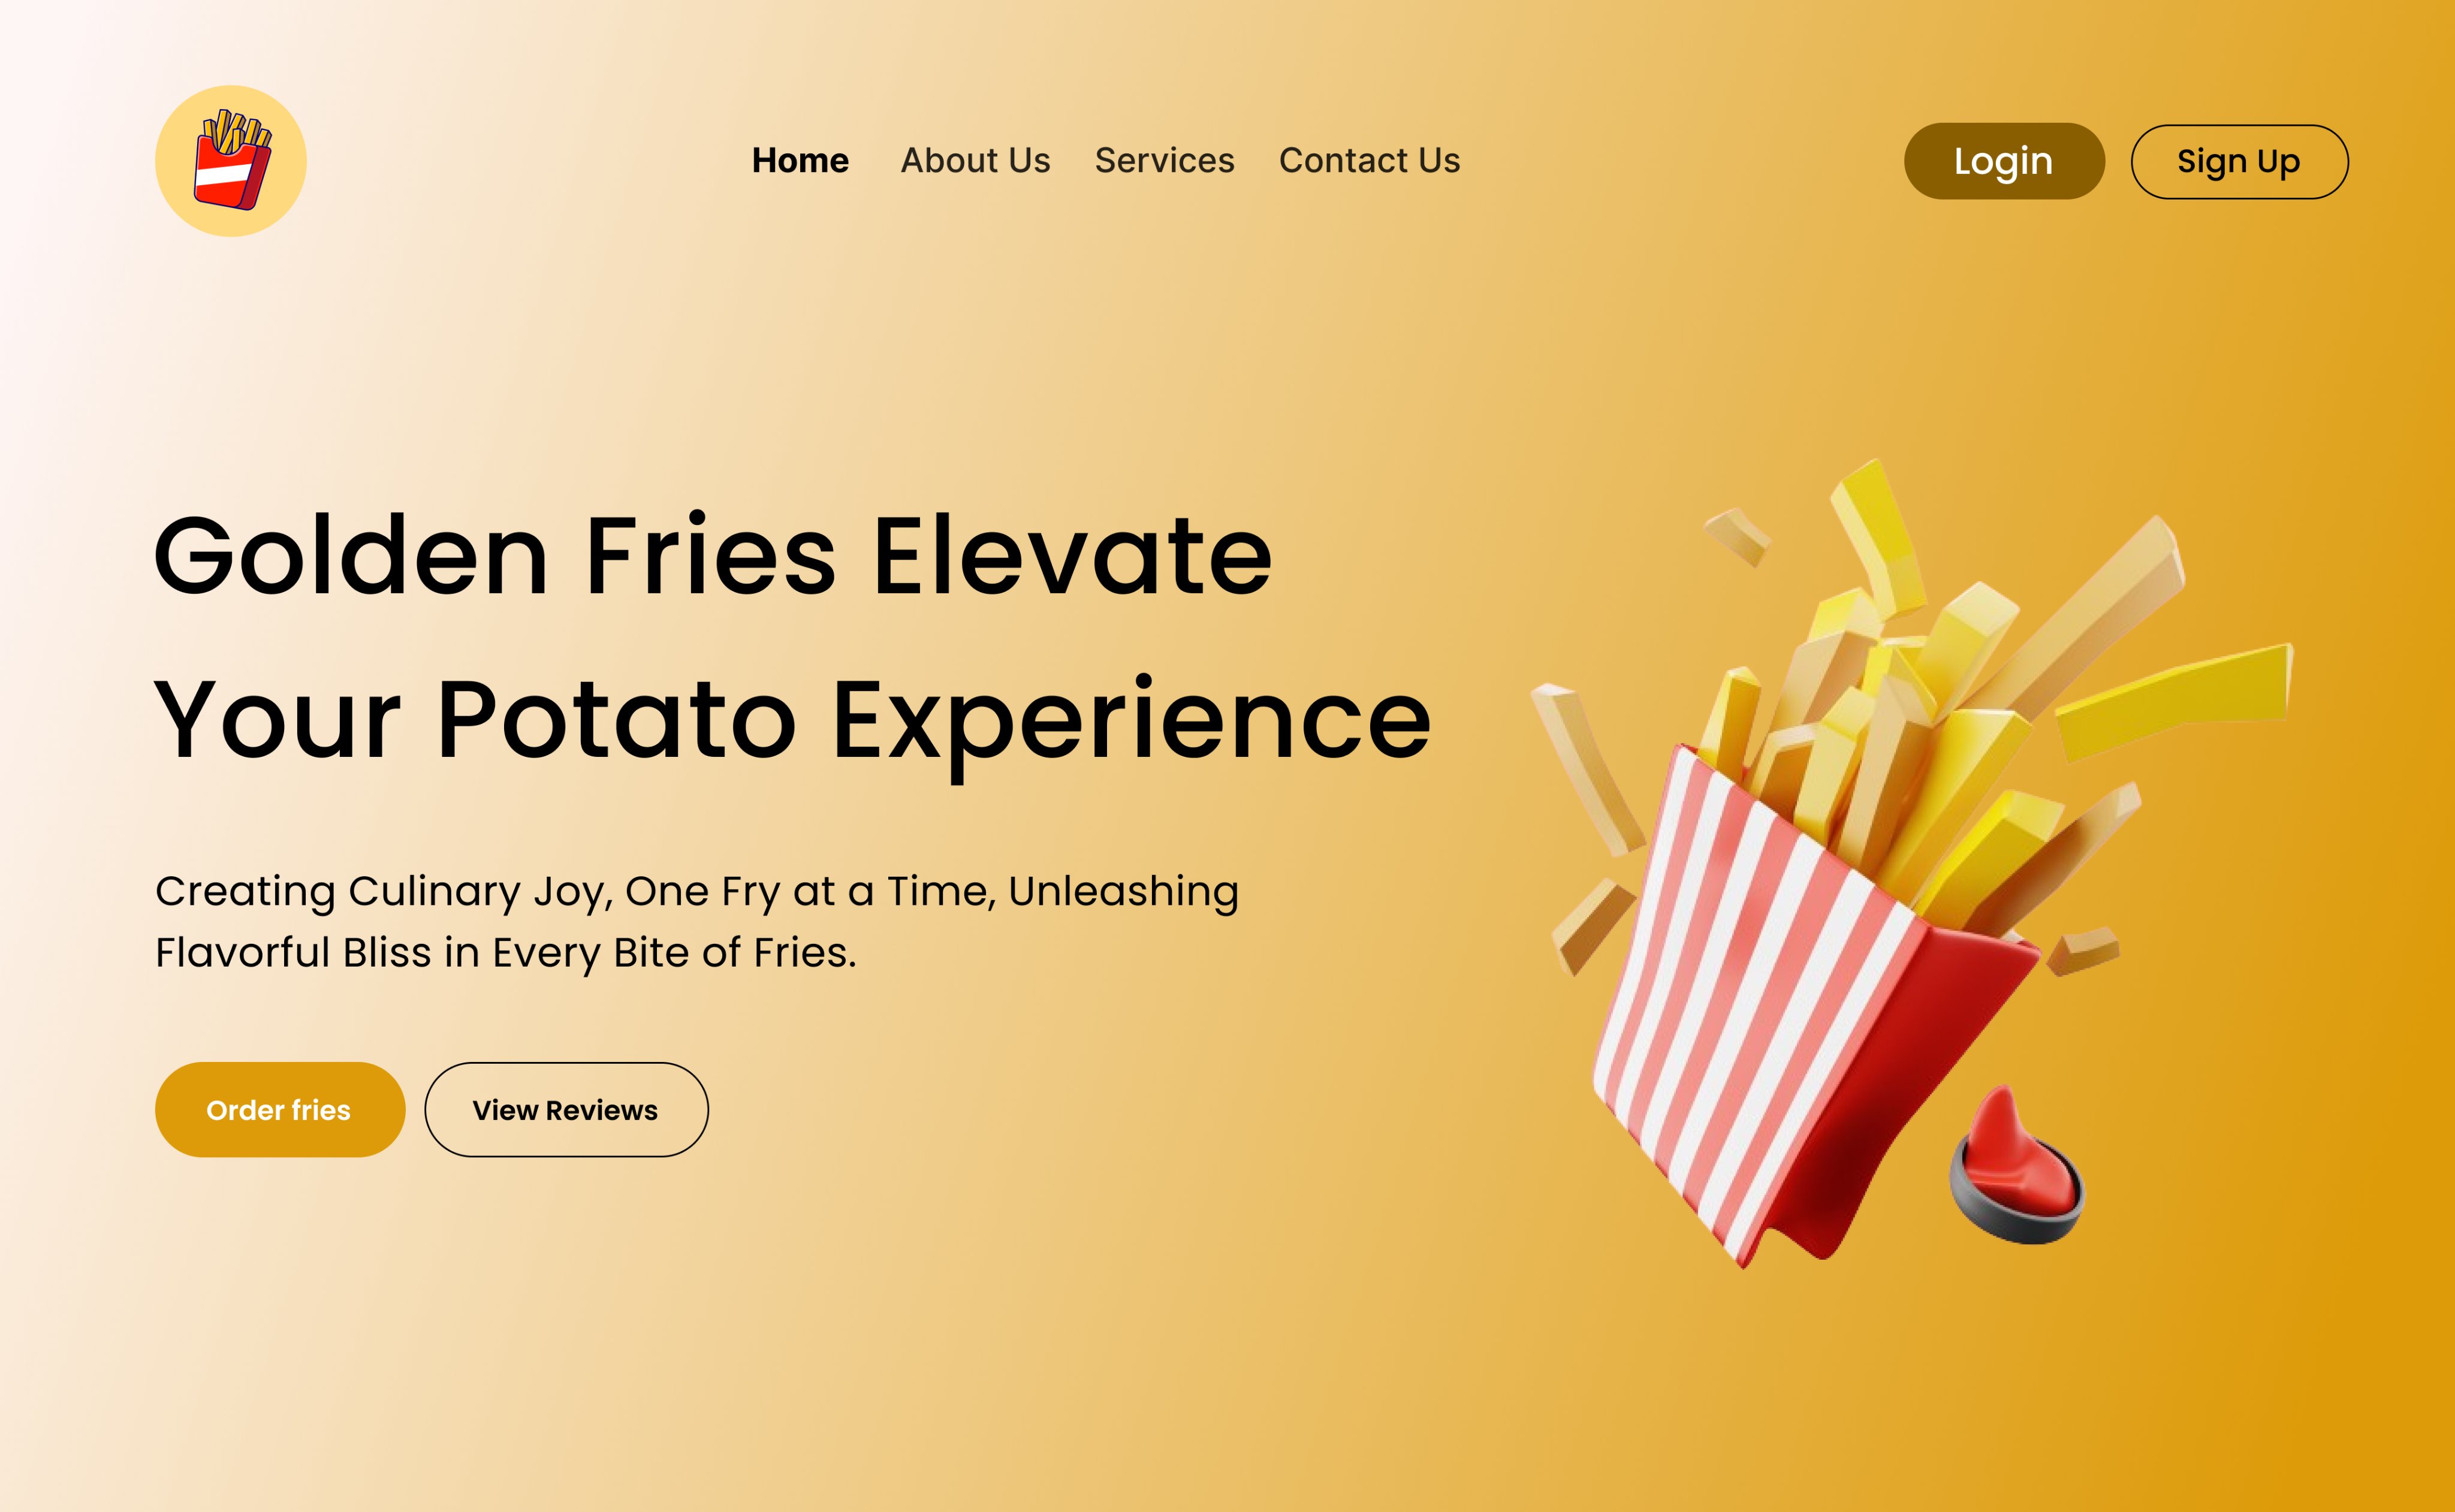 Home About Us Services Contact Us Login Sign Up
Golden Fries Elevate
Your Potato Experience
Creating Culinary Joy, One Fry at a Time, Unleashing
Flavorful Bliss in Every Bite of Fries.
Order fries View Reviews